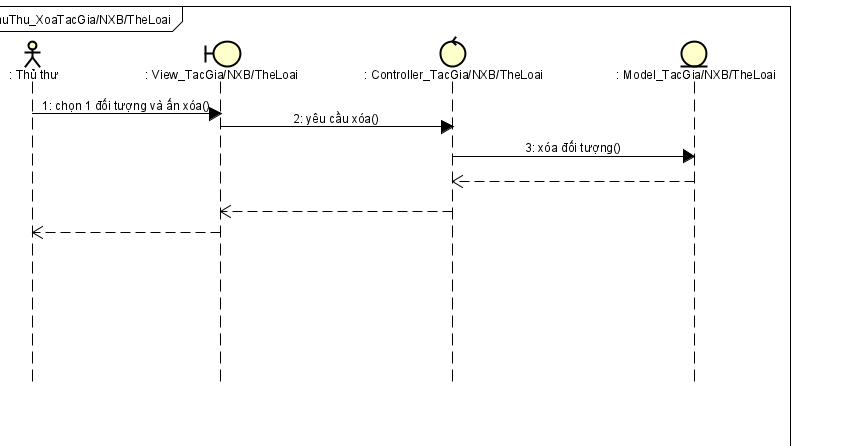 uThu_XoaTacGia/NXB/TheLoai
: Thủ thư
: View_TacGia/NXB/TheLoai
: Controller_TacGia/NXB/TheLoai
: Model_TacGia/NXB/TheLoai
1: chọn 1 đối tượng và ấn xóa()
2: yêu cầu xóa()
3: xóa đối tượng()